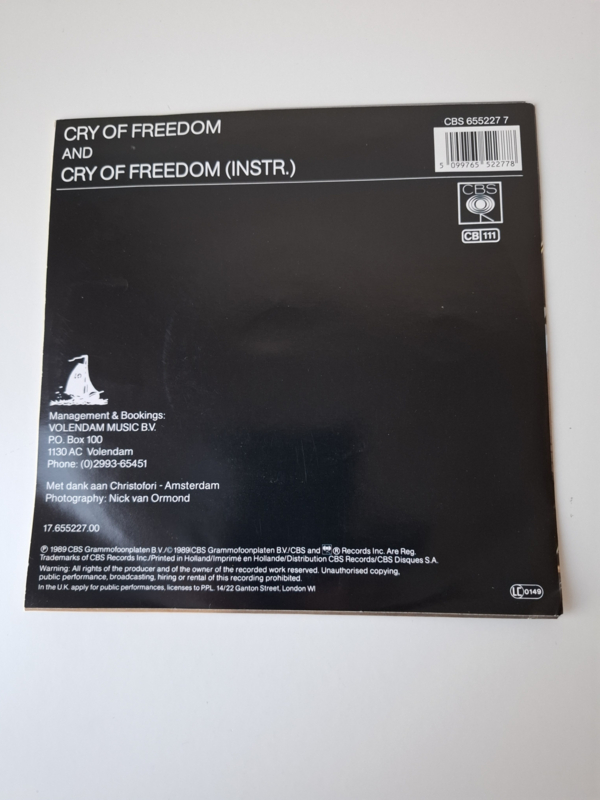 CRY OF FREEDOM
AND
CRY OF FREEDOM (INSTR.)
CBS 655227 7
5 099765 522778
CBS
CB 111
Management & Bookings:
VOLENDAM MUSIC B.V.
P.O. Box 100
1130 AC Volendam
Phone: (0)2993-65451
Met dank aan Christofori - Amsterdam
Photography: Nick van Ormond
17.655227.00
℗ 1989 CBS Grammofoonplaten B.V./© 1989 CBS Grammofoonplaten B.V./CBS and ® Records Inc. Are Reg.
Trademarks of CBS Records Inc./Printed in Holland/Imprimé en Hollande/Distribution CBS Records/CBS Disques S.A.
Warning: All rights of the producer and of the owner of the recorded work reserved. Unauthorised copying,
public performance, broadcasting, hiring or rental of this recording prohibited.
In the U.K. apply for public performances, licenses to P.P.L. 14/22 Ganton Street, London WI
LC 0149